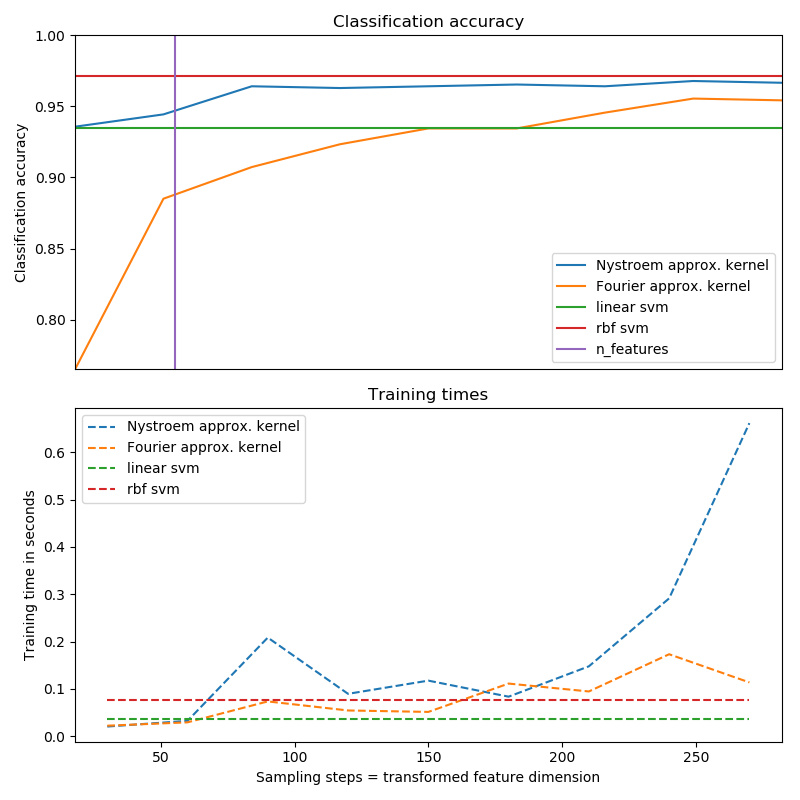 Classification accuracy
Classification accuracy
1.00
0.95
0.90
0.85
0.80
Nystroem approx. kernel
Fourier approx. kernel
linear svm
rbf svm
n_features
Training times
Training time in seconds
0.6
0.5
0.4
0.3
0.2
0.1
0.0
Nystroem approx. kernel
Fourier approx. kernel
linear svm
rbf svm
50 100 150 200 250
Sampling steps = transformed feature dimension